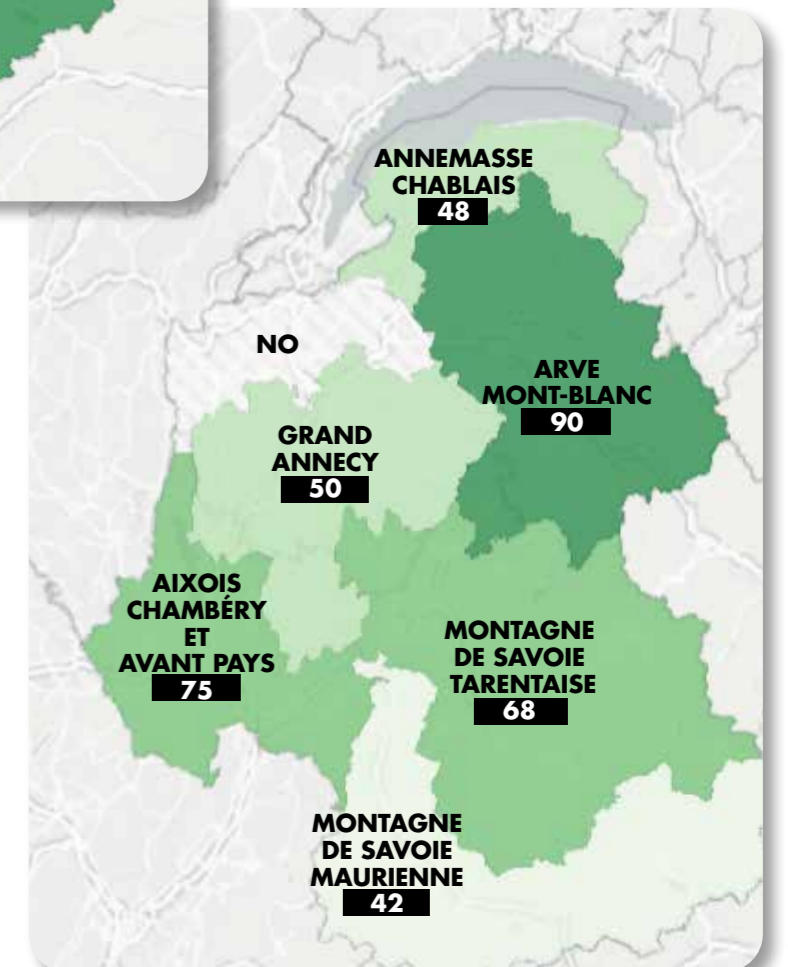 ANNEMASSE
CHABLAIS
48
NO
ARVE
MONT-BLANC
90
GRAND
ANNECY
50
AIXOIS
CHAMBÉRY
ET
AVANT PAYS
75
MONTAGNE
DE SAVOIE
TARENTAISE
68
MONTAGNE
DE SAVOIE
MAURIENNE
42